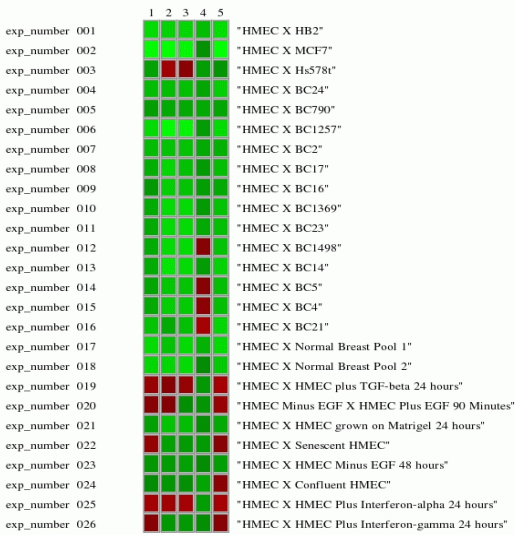 1 2 3 4 5
exp_number 001 "HMEC X HB2"
exp_number 002 "HMEC X MCF7"
exp_number 003 "HMEC X Hs578t"
exp_number 004 "HMEC X BC24"
exp_number 005 "HMEC X BC790"
exp_number 006 "HMEC X BC1257"
exp_number 007 "HMEC X BC2"
exp_number 008 "HMEC X BC17"
exp_number 009 "HMEC X BC16"
exp_number 010 "HMEC X BC1369"
exp_number 011 "HMEC X BC23"
exp_number 012 "HMEC X BC1498"
exp_number 013 "HMEC X BC14"
exp_number 014 "HMEC X BC5"
exp_number 015 "HMEC X BC4"
exp_number 016 "HMEC X BC21"
exp_number 017 "HMEC X Normal Breast Pool 1"
exp_number 018 "HMEC X Normal Breast Pool 2"
exp_number 019 "HMEC X HMEC plus TGF-beta 24 hours"
exp_number 020 "HMEC Minus EGF X HMEC Plus EGF 90 Minutes"
exp_number 021 "HMEC X HMEC grown on Matrigel 24 hours"
exp_number 022 "HMEC X Senescent HMEC"
exp_number 023 "HMEC X HMEC Minus EGF 48 hours"
exp_number 024 "HMEC X Confluent HMEC"
exp_number 025 "HMEC X HMEC Plus Interferon-alpha 24 hours"
exp_number 026 "HMEC X HMEC Plus Interferon-gamma 24 hours"